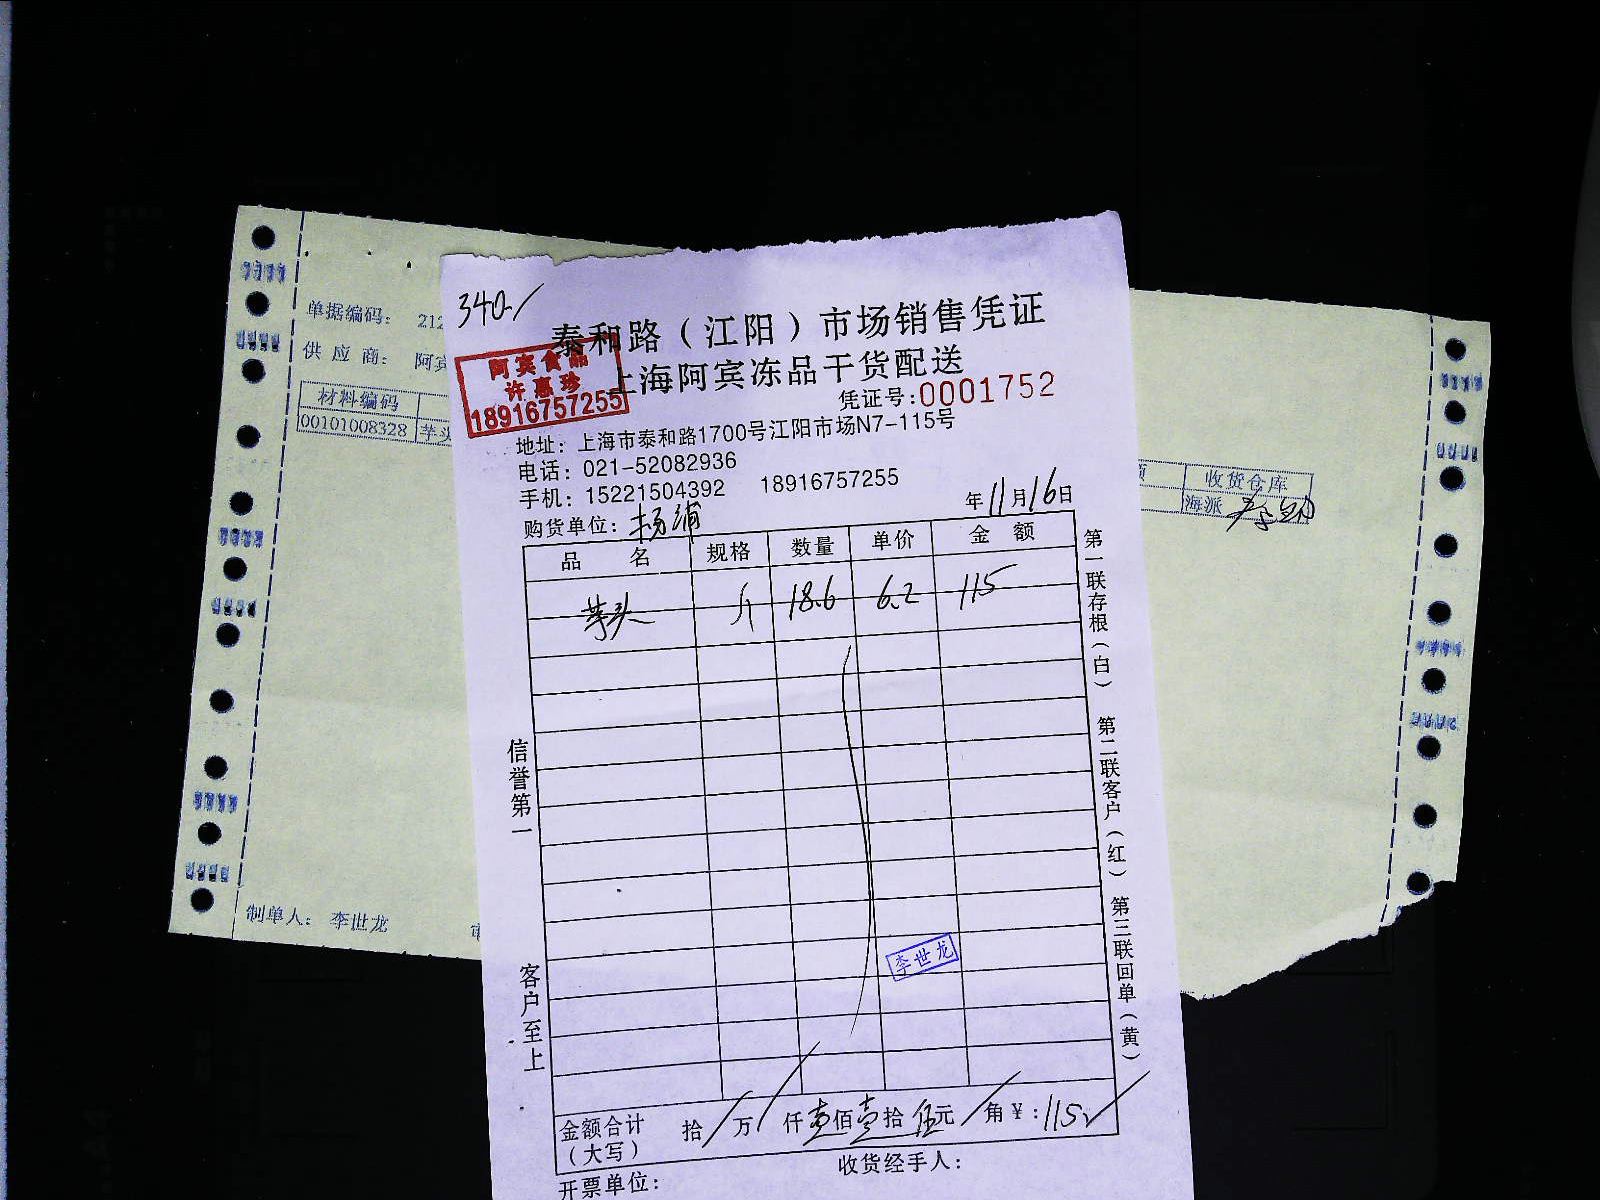 340/
泰和路（江阳）市场销售凭证
上海阿宾冻品干货配送
阿宾食品
许惠珍
18916757255
凭证号:0001752
地址：上海市泰和路1700号江阳市场N7-115号
电话：021-52082936
手机：15221504392 18916757255
年11月16日
购货单位：杨浦
品 名 规格 数量 单价 金 额
芋头 斤 18.6 6.2 115
第一联存根（白） 第二联客户（红） 第三联回单（黄）
信誉第一
客户至上
李世龙
金额合计（大写） 拾/万/仟壹佰壹拾伍元/角¥:115
收货经手人：
开票单位：
单据编码： 212
供 应 商： 阿宾
材料编码
00101008328 芋头
收货仓库
海派
制单人： 李世龙